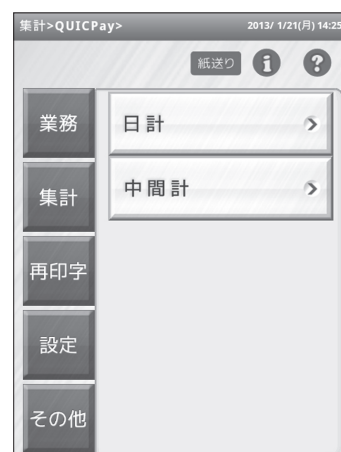 集計>QUICPay>
2013/ 1/21(月) 14:25
紙送り
i
?
業務
日計
集計
中間計
再印字
設定
その他